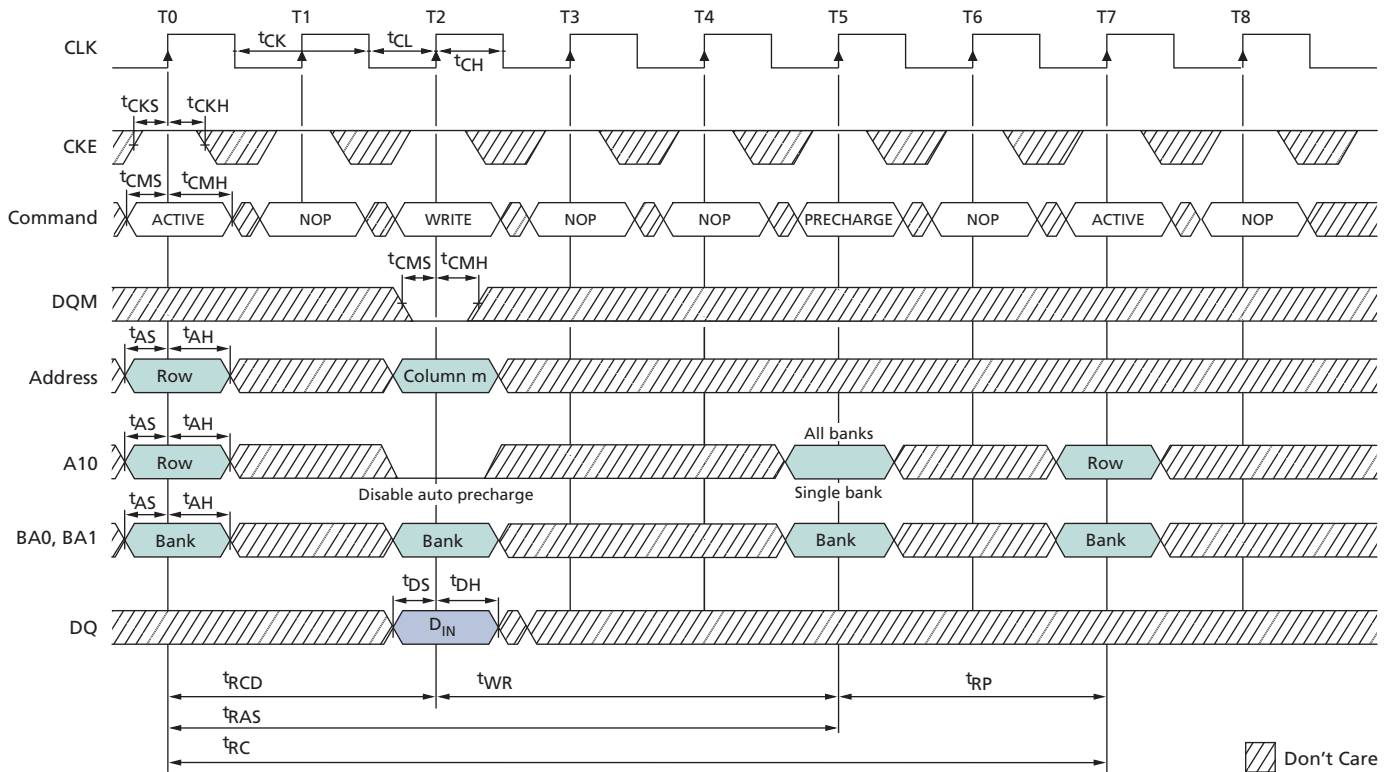 T0 T1 T2 T3 T4 T5 T6 T7 T8
CLK
tCK tCL
tCH
tCKS tCKH
CKE
tCMS tCMH
Command ACTIVE NOP WRITE NOP NOP PRECHARGE NOP ACTIVE NOP
tCMS tCMH
DQM
tAS tAH
Address Row Column m
tAS tAH
All banks
A10 Row Row
Disable auto precharge Single bank
tAS tAH
BA0, BA1 Bank Bank Bank Bank
tDS tDH
DQ DIN
tRCD tWR tRP
tRAS
tRC
Don't Care